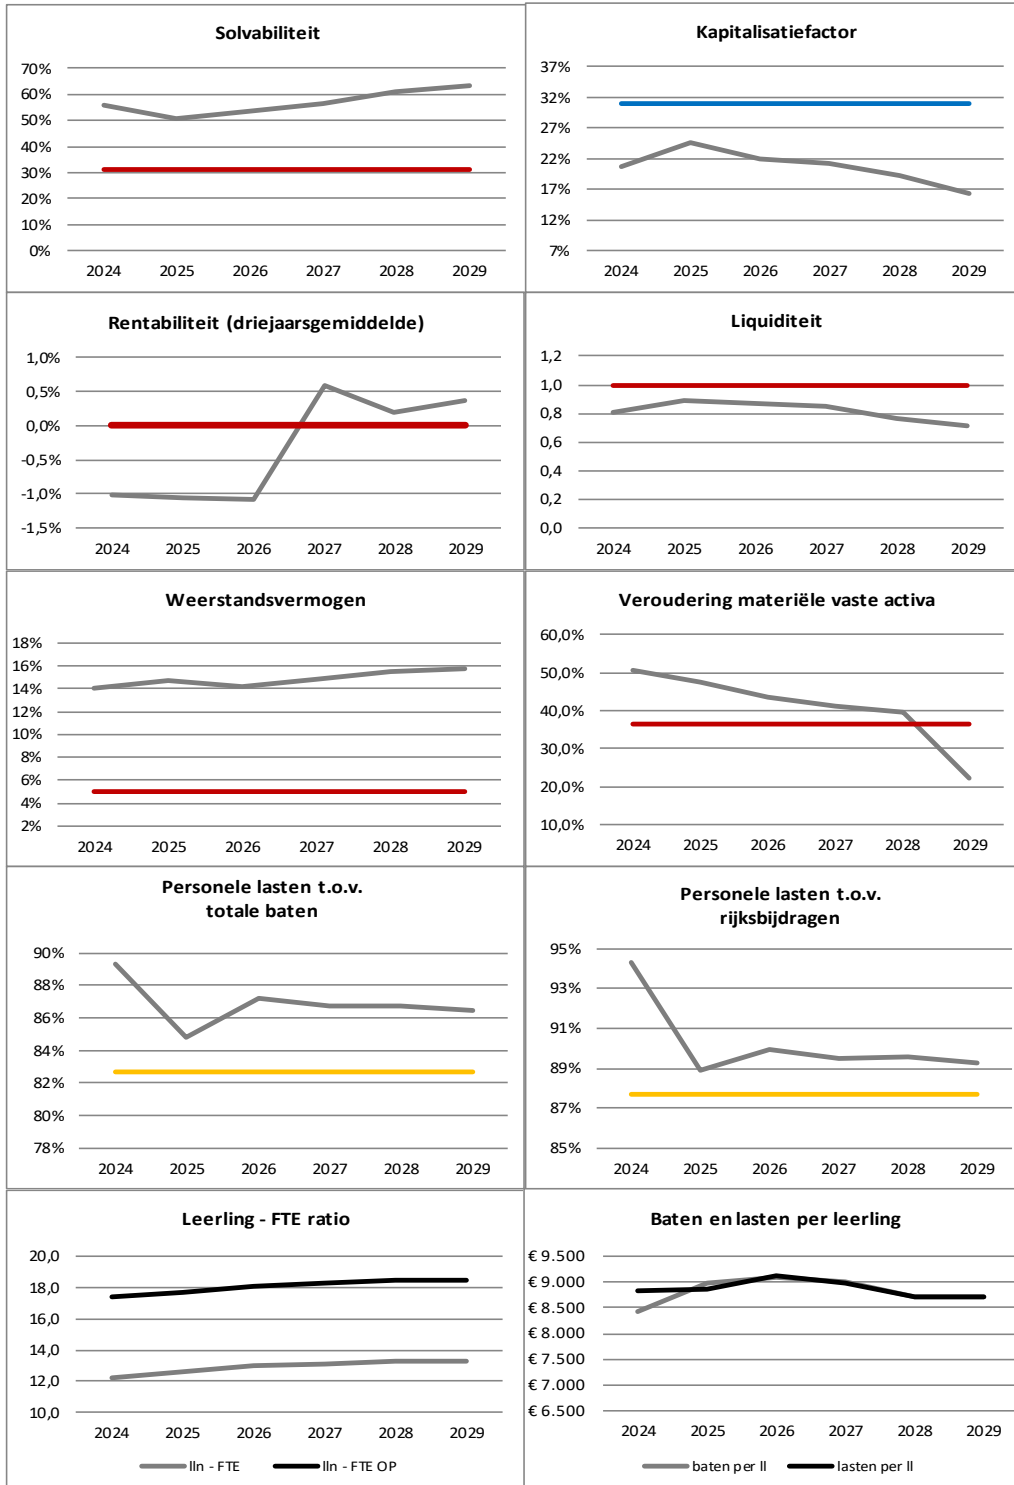 Solvabiliteit
70%
60%
50%
40%
30%
20%
10%
0%
2024 2025 2026 2027 2028 2029
Kapitalisatiefactor
37%
32%
27%
22%
17%
12%
7%
2024 2025 2026 2027 2028 2029
Rentabiliteit (driejaarsgemiddelde)
1,0%
0,5%
0,0%
-0,5%
-1,0%
-1,5%
2024 2025 2026 2027 2028 2029
Liquiditeit
1,2
1,0
0,8
0,6
0,4
0,2
0,0
2024 2025 2026 2027 2028 2029
Weerstandsvermogen
18%
16%
14%
12%
10%
8%
6%
4%
2%
2024 2025 2026 2027 2028 2029
Veroudering materiële vaste activa
60,0%
50,0%
40,0%
30,0%
20,0%
10,0%
2024 2025 2026 2027 2028 2029
Personele lasten t.o.v.
totale baten
90%
88%
86%
84%
82%
80%
78%
2024 2025 2026 2027 2028 2029
Personele lasten t.o.v.
rijksbijdragen
95%
93%
91%
89%
87%
85%
2024 2025 2026 2027 2028 2029
Leerling - FTE ratio
20,0
18,0
16,0
14,0
12,0
10,0
2024 2025 2026 2027 2028 2029
lln - FTE lln - FTE OP
Baten en lasten per leerling
€ 9.500
€ 9.000
€ 8.500
€ 8.000
€ 7.500
€ 7.000
€ 6.500
2024 2025 2026 2027 2028 2029
baten per ll lasten per ll